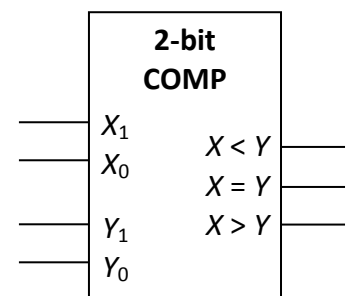 2-bit
COMP
X₁
X₀
X < Y
X = Y
Y₁
X > Y
Y₀